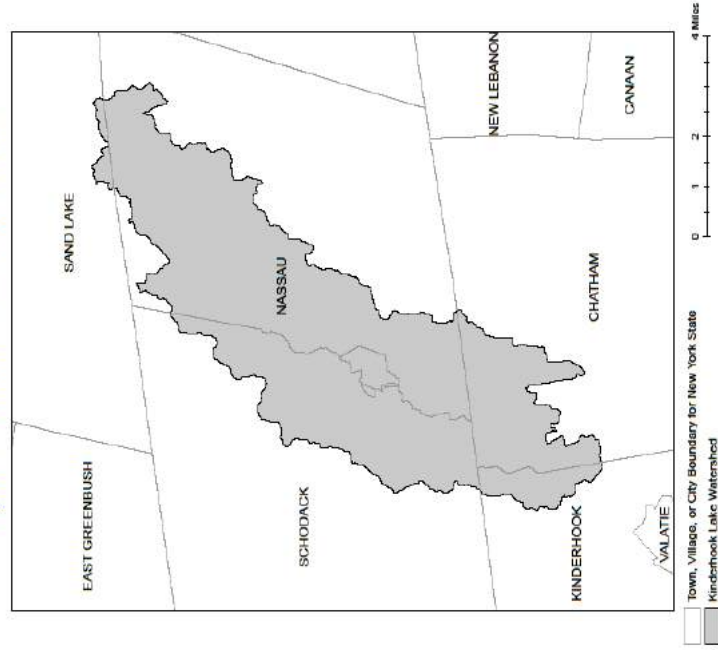 SAND LAKE
EAST GREENBUSH
NASSAU
SCHODACK
NEW LEBANON
CANAAN
CHATHAM
KINDERHOOK
VALATIE
Town, Village, or City Boundary for New York State
Kinderhook Lake Watershed
0 1 2 4 Miles